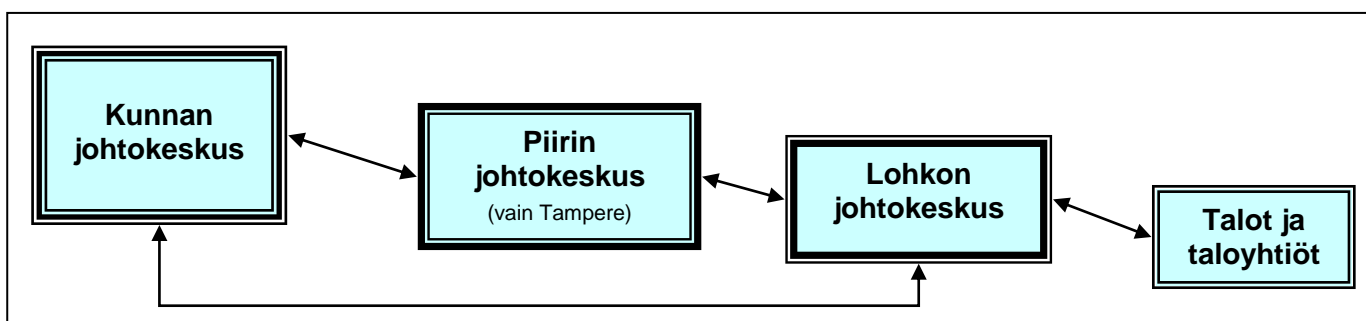 Kunnan
johtokeskus
Piirin
johtokeskus
(vain Tampere)
Lohkon
johtokeskus
Talot ja
taloyhtiöt